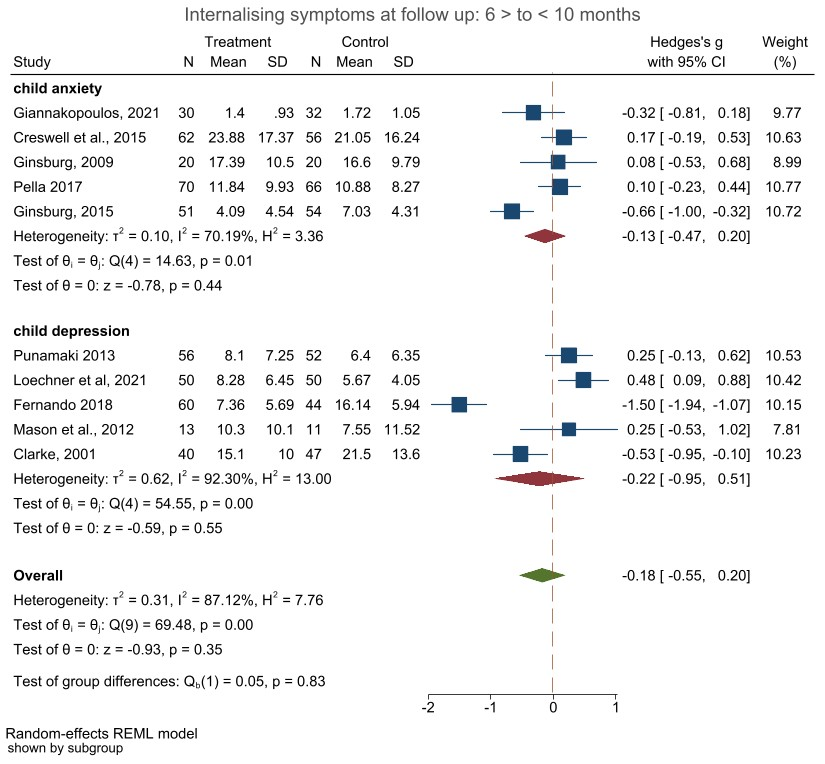 Internalising symptoms at follow up: 6 > to < 10 months
Treatment Control Hedges's g Weight
Study N Mean SD N Mean SD with 95% CI (%)
child anxiety
Giannakopoulos, 2021 30 1.4 .93 32 1.72 1.05 -0.32 [ -0.81, 0.18] 9.77
Creswell et al., 2015 62 23.88 17.37 56 21.05 16.24 0.17 [ -0.19, 0.53] 10.63
Ginsburg, 2009 20 17.39 10.5 20 16.6 9.79 0.08 [ -0.53, 0.68] 8.99
Pella 2017 70 11.84 9.93 66 10.88 8.27 0.10 [ -0.23, 0.44] 10.77
Ginsburg, 2015 51 4.09 4.54 54 7.03 4.31 -0.66 [ -1.00, -0.32] 10.72
Heterogeneity: τ² = 0.10, I² = 70.19%, H² = 3.36 -0.13 [ -0.47, 0.20]
Test of θᵢ = θⱼ: Q(4) = 14.63, p = 0.01
Test of θ = 0: z = -0.78, p = 0.44
child depression
Punamaki 2013 56 8.1 7.25 52 6.4 6.35 0.25 [ -0.13, 0.62] 10.53
Loechner et al, 2021 50 8.28 6.45 50 5.67 4.05 0.48 [ 0.09, 0.88] 10.42
Fernando 2018 60 7.36 5.69 44 16.14 5.94 -1.50 [ -1.94, -1.07] 10.15
Mason et al., 2012 13 10.3 10.1 11 7.55 11.52 0.25 [ -0.53, 1.02] 7.81
Clarke, 2001 40 15.1 10 47 21.5 13.6 -0.53 [ -0.95, -0.10] 10.23
Heterogeneity: τ² = 0.62, I² = 92.30%, H² = 13.00 -0.22 [ -0.95, 0.51]
Test of θᵢ = θⱼ: Q(4) = 54.55, p = 0.00
Test of θ = 0: z = -0.59, p = 0.55
Overall -0.18 [ -0.55, 0.20]
Heterogeneity: τ² = 0.31, I² = 87.12%, H² = 7.76
Test of θᵢ = θⱼ: Q(9) = 69.48, p = 0.00
Test of θ = 0: z = -0.93, p = 0.35
Test of group differences: Q_b(1) = 0.05, p = 0.83
-2 -1 0 1
Random-effects REML model
shown by subgroup